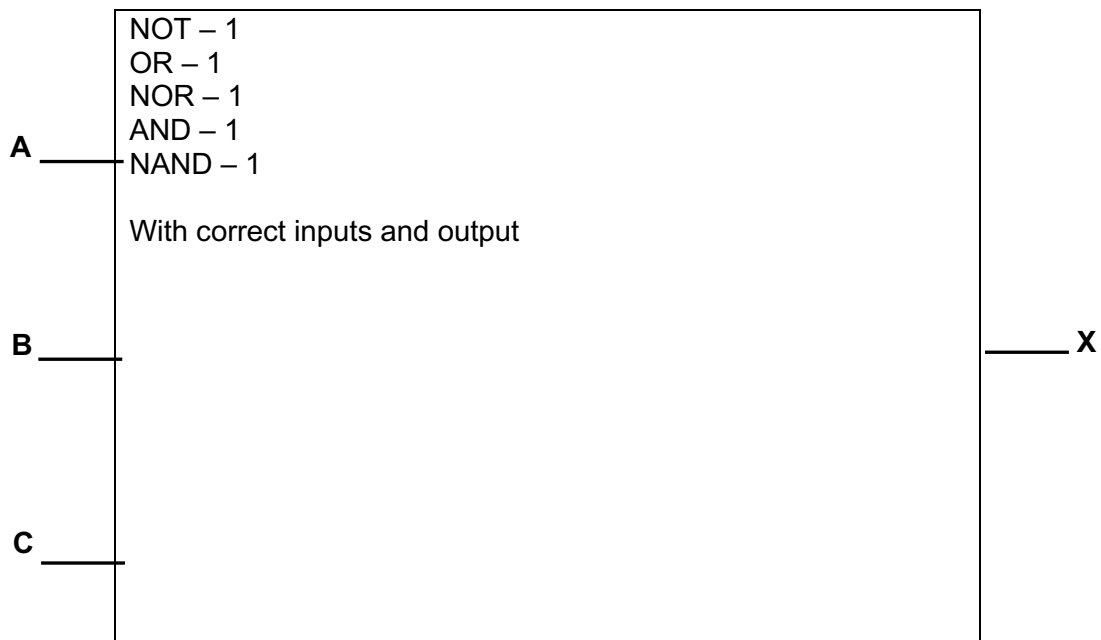 NOT – 1
OR – 1
NOR – 1
AND – 1
A
NAND – 1
With correct inputs and output
B
X
C